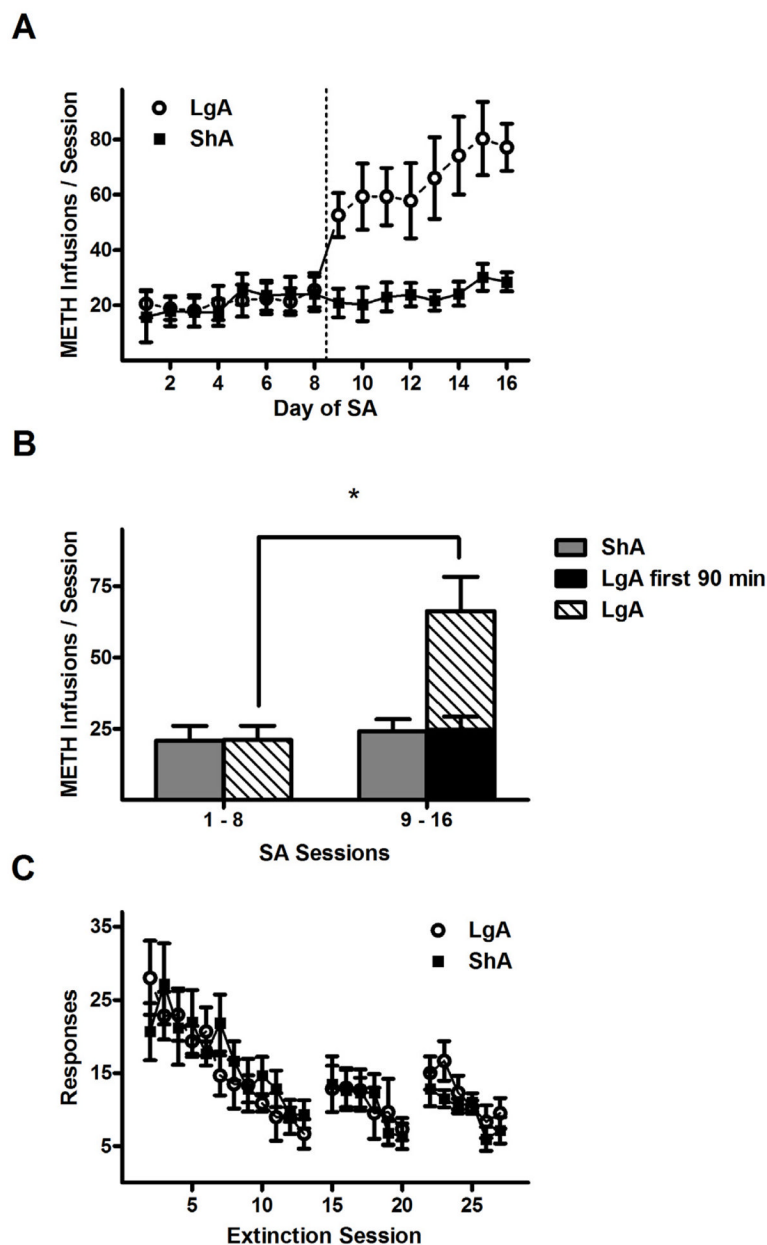 A
METH Infusions / Session
LgA
ShA
80
60
40
20
2 4 6 8 10 12 14 16
Day of SA
B
*
METH Infusions / Session
75
50
25
ShA
LgA first 90 min
LgA
1 - 8 9 - 16
SA Sessions
C
Responses
35
25
15
5
LgA
ShA
5 10 15 20 25
Extinction Session